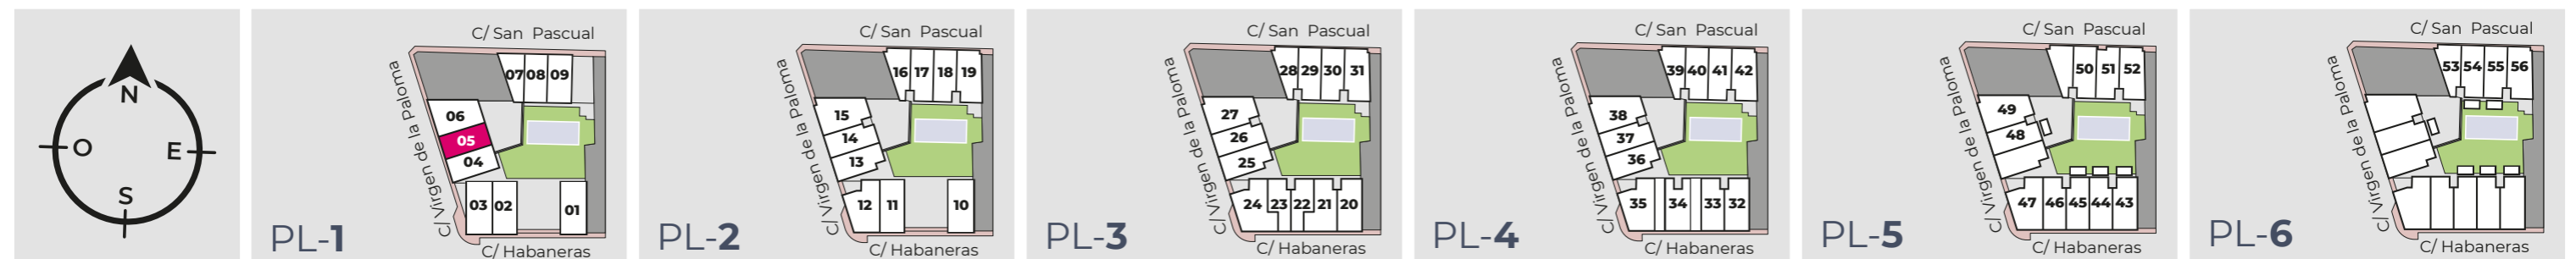 N
O
E
S
PL-1
C/ San Pascual
C/ Virgen de la Paloma
07 08 09
06
05
04
03 02 01
C/ Habaneras
PL-2
C/ San Pascual
C/ Virgen de la Paloma
16 17 18 19
15
14
13
12 11 10
C/ Habaneras
PL-3
C/ San Pascual
C/ Virgen de la Paloma
28 29 30 31
27
26
25
24 23 22 21 20
C/ Habaneras
PL-4
C/ San Pascual
C/ Virgen de la Paloma
39 40 41 42
38
37
36
35 34 33 32
C/ Habaneras
PL-5
C/ San Pascual
C/ Virgen de la Paloma
50 51 52
49
48
47 46 45 44 43
C/ Habaneras
PL-6
C/ San Pascual
C/ Virgen de la Paloma
53 54 55 56
C/ Habaneras